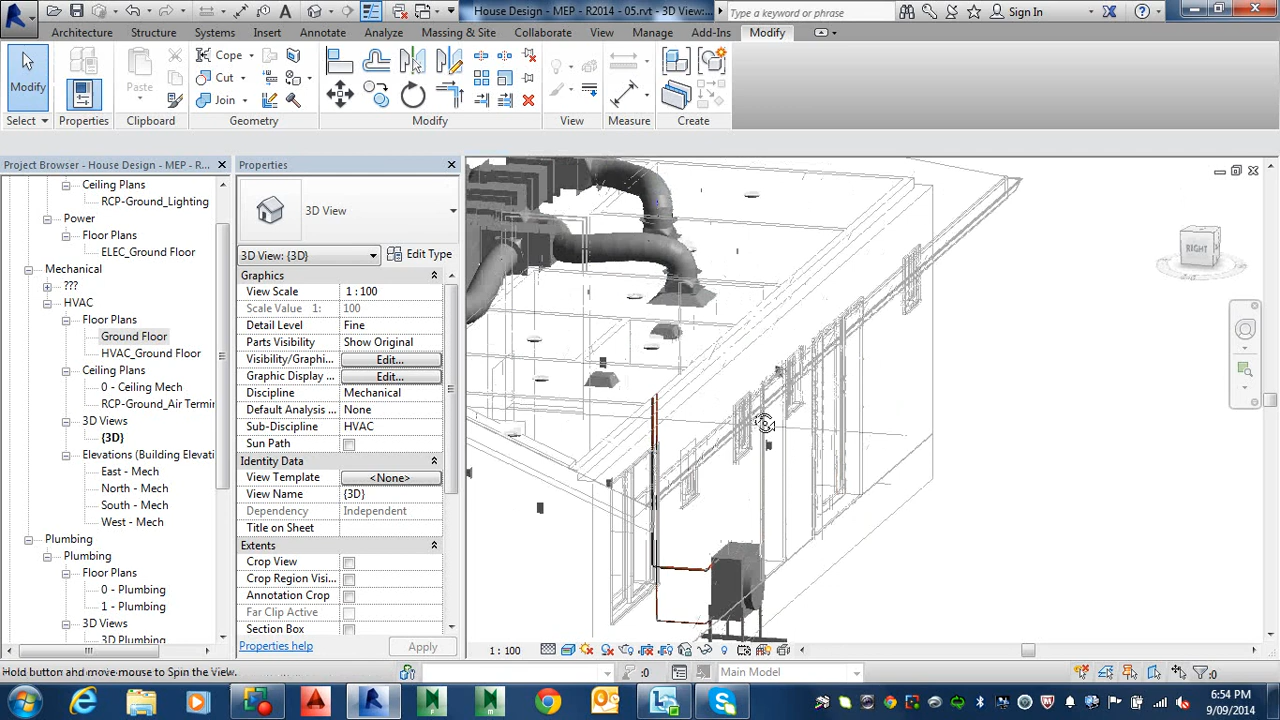 House Design - MEP - R2014 - 05.rvt - 3D View:...
Type a keyword or phrase
Sign In
Architecture
Structure
Systems
Insert
Annotate
Analyze
Massing & Site
Collaborate
View
Manage
Add-Ins
Modify
Modify
Paste
Cope
Cut
Join
Select
Properties
Clipboard
Geometry
Modify
View
Measure
Create
Project Browser - House Design - MEP - R...
Ceiling Plans
RCP-Ground_Lighting
Power
Floor Plans
ELEC_Ground Floor
Mechanical
???
HVAC
Floor Plans
Ground Floor
HVAC_Ground Floor
Ceiling Plans
0 - Ceiling Mech
RCP-Ground_Air Termin
3D Views
{3D}
Elevations (Building Elevati
East - Mech
North - Mech
South - Mech
West - Mech
Plumbing
Plumbing
Floor Plans
0 - Plumbing
1 - Plumbing
3D Views
3D Plumbing
Properties
3D View
3D View: {3D}
Edit Type
Graphics
View Scale 1 : 100
Scale Value 1: 100
Detail Level Fine
Parts Visibility Show Original
Visibility/Graphi... Edit...
Graphic Display ... Edit...
Discipline Mechanical
Default Analysis ... None
Sub-Discipline HVAC
Sun Path
Identity Data
View Template <None>
View Name {3D}
Dependency Independent
Title on Sheet
Extents
Crop View
Crop Region Visi...
Annotation Crop
Far Clip Active
Section Box
Properties help
Apply
RIGHT
1 : 100
Hold button and move mouse to Spin the View.
:0
Main Model
:0
6:54 PM
9/09/2014